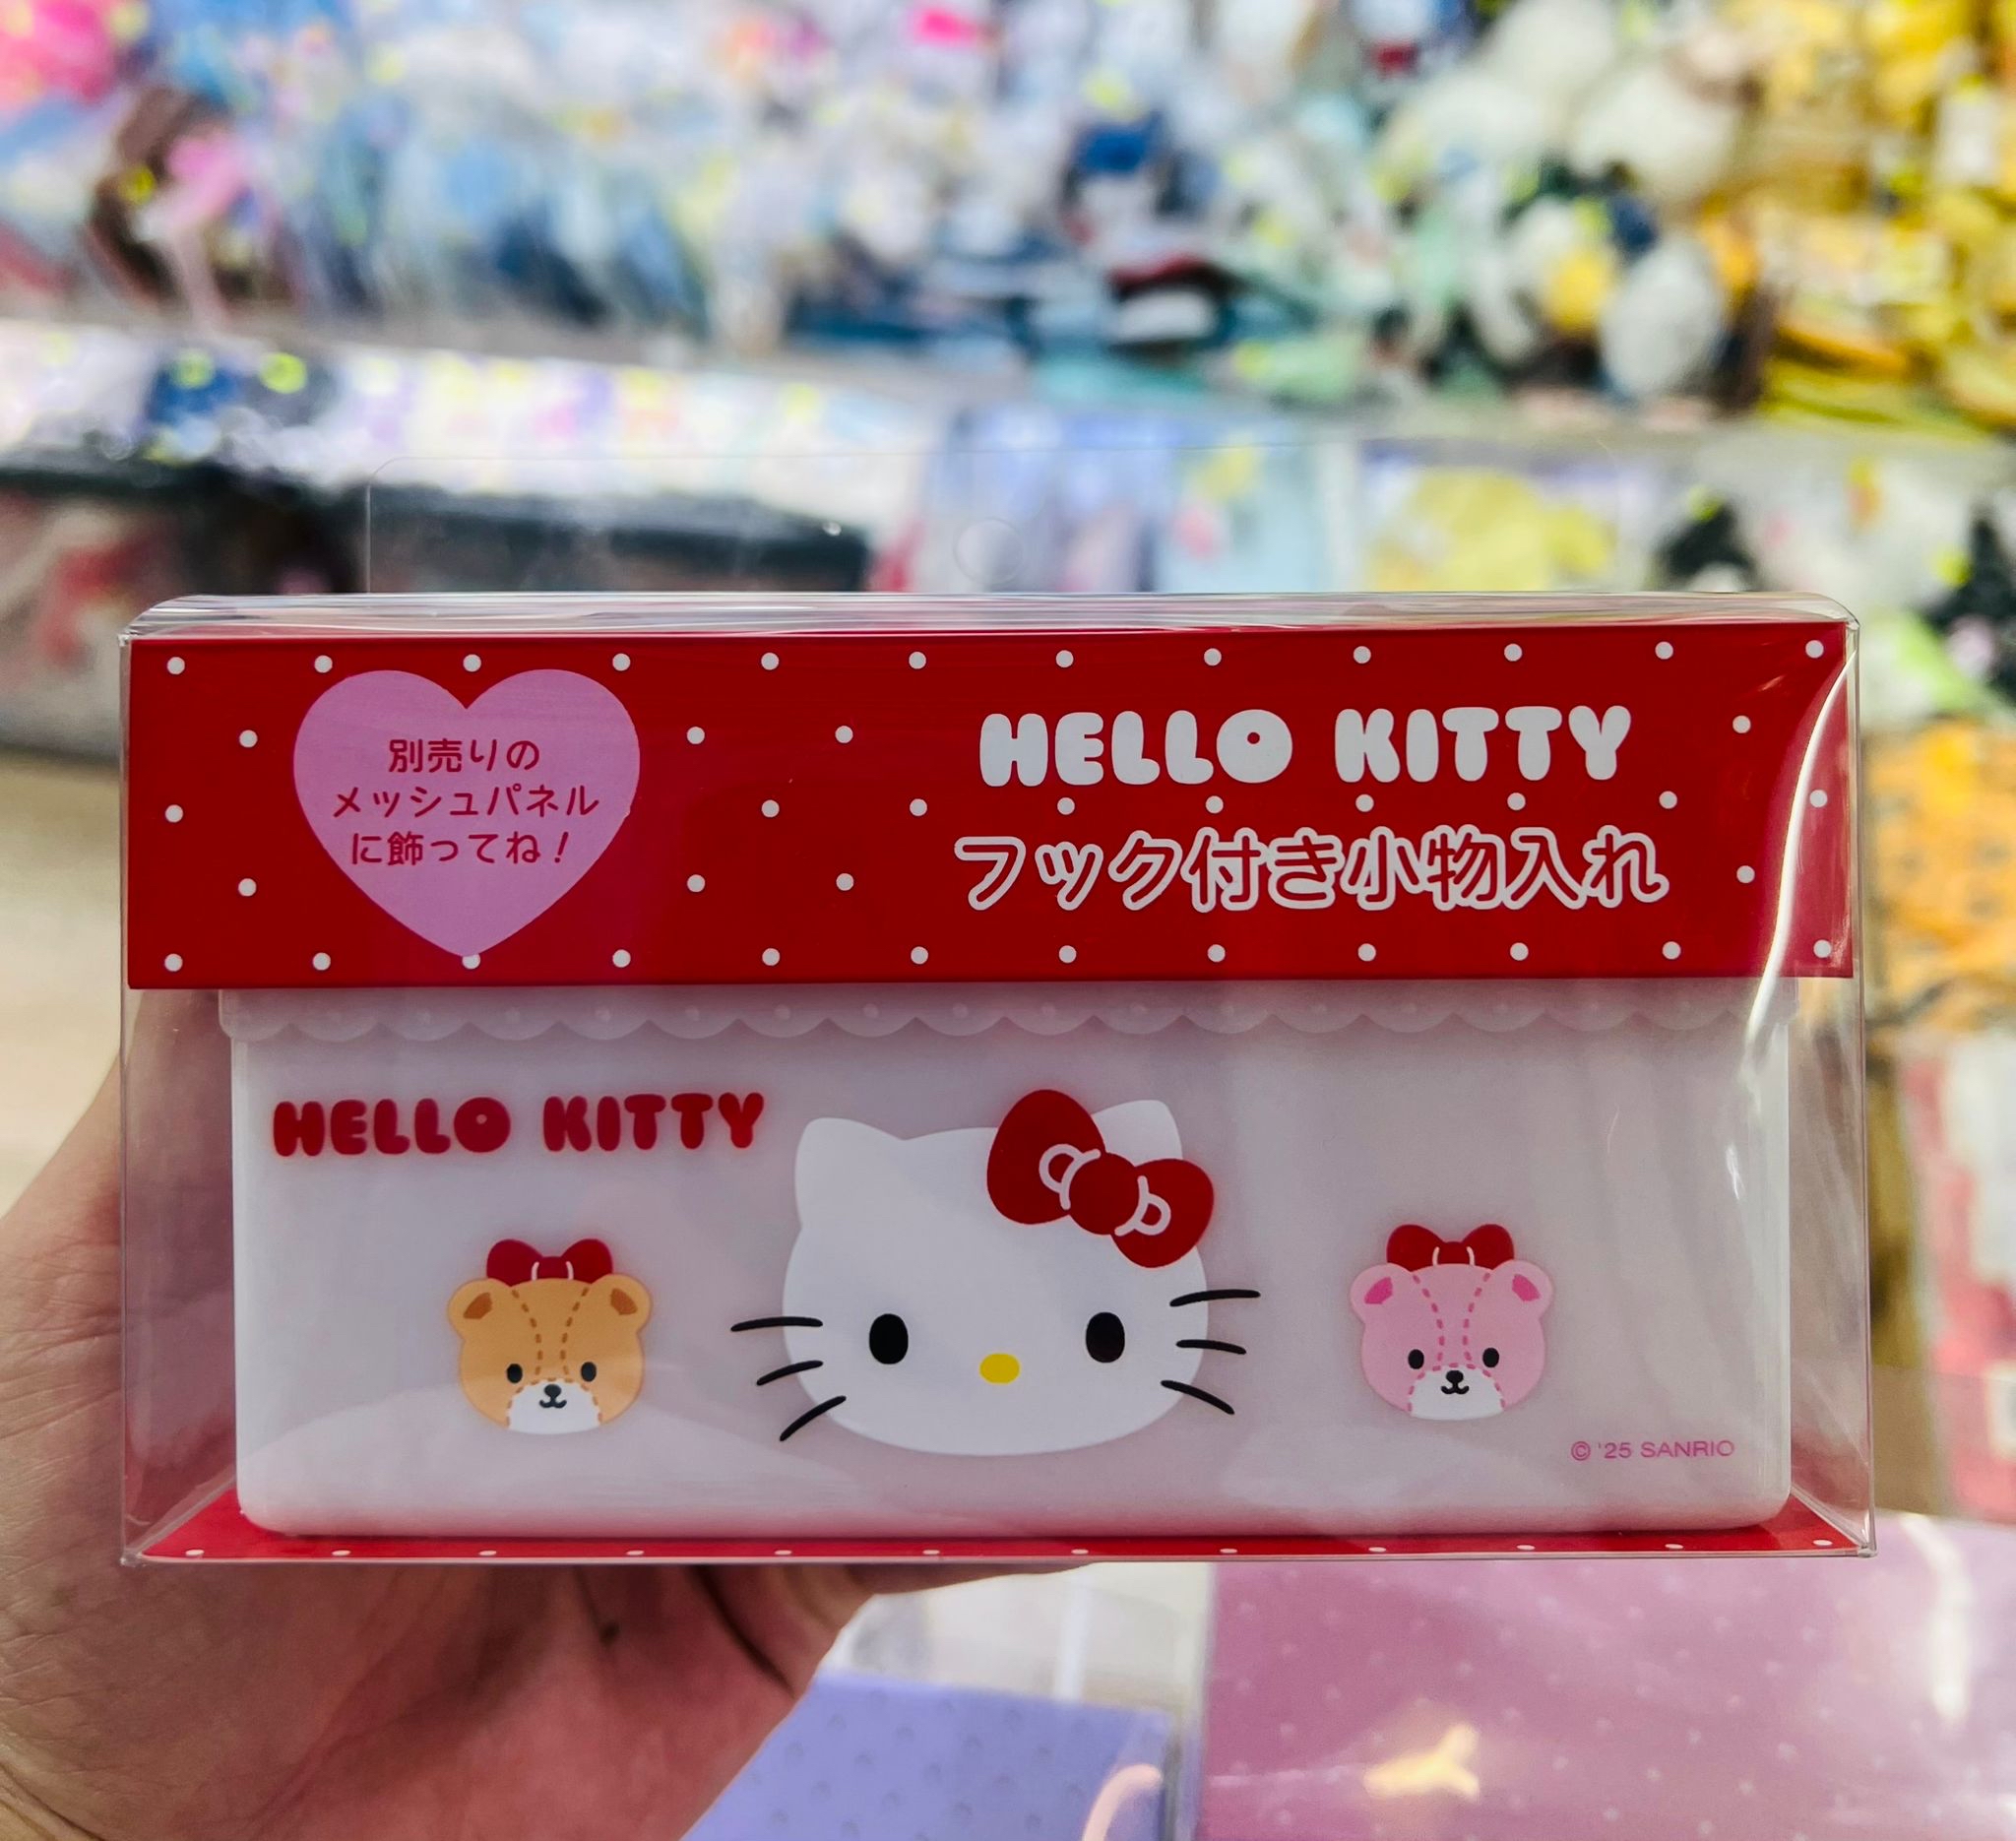 別売りの
メッシュパネル
に飾ってね！
HELLO KITTY
フック付き小物入れ
HELLO KITTY
© '25 SANRIO